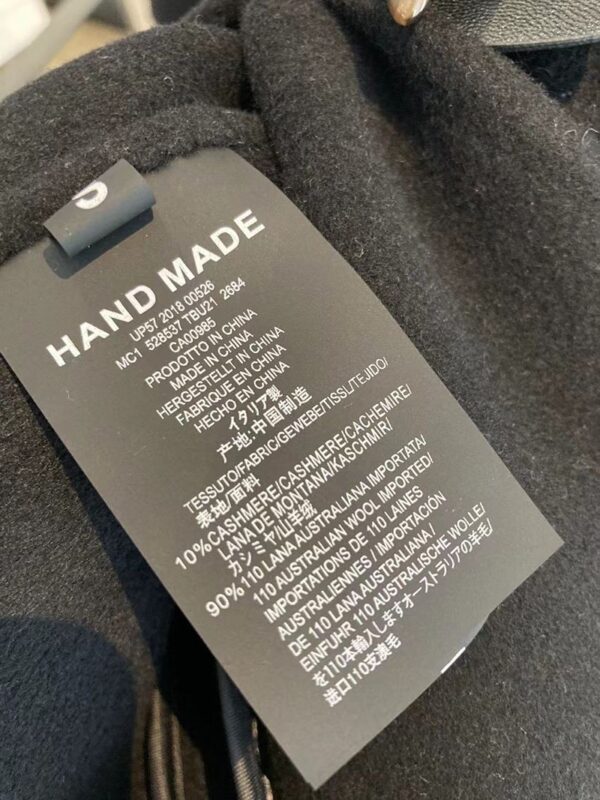 S
HAND MADE
UP57 2018 00526
MC1 528537 TBU21 2684
CA00985
PRODOTTO IN CHINA
MADE IN CHINA
HERGESTELLT IN CHINA
FABRIQUE EN CHINA
HECHO EN CHINA
イタリア製
产地:中国制造
TESSUTO/FABRIC/GEWEBE/TISSU/TEJIDO/
表地/面料
10%CASHMERE/CASHMERE/CACHEMIRE/
LANA DE MONTANA/KASCHMIR/
カシミヤ/山羊绒
90%110 LANA AUSTRALIANA IMPORTATA/
110 AUSTRALIAN WOOL IMPORTED/
IMPORTATIONS DE 110 LAINES
AUSTRALIENNES / IMPORTACIÓN
DE 110 LANA AUSTRALIANA/
EINFUHR 110 AUSTRALISCHE WOLLE/
を110本輸入しますオーストラリアの羊毛/
进口110支澳毛